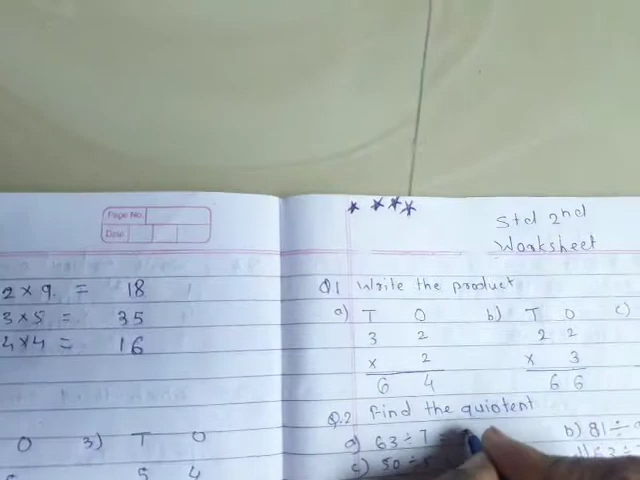 Page No.
Date
2 x 9. = 18
3 x 5 = 35
4 x 4 = 16
O 3) T O
5 4
Std 2nd
Worksheet
Q1 Write the product
a) T O b) T O c)
3 2 2 2
x 2 x 3
6 4 6 6
Q.2 Find the quiotent
a) 63 ÷ 7 = b) 81 ÷
c) 50 ÷ 5